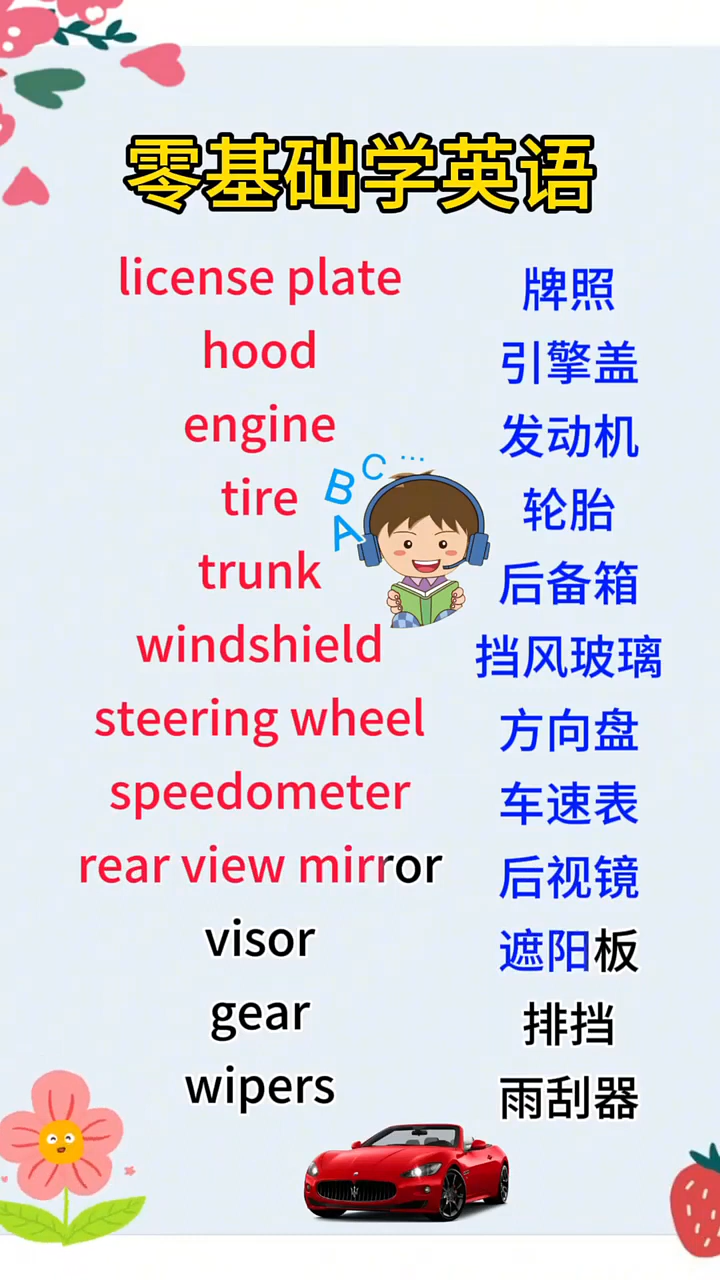 零基础学英语
license plate 牌照
hood 引擎盖
engine 发动机
tire 轮胎
trunk 后备箱
windshield 挡风玻璃
steering wheel 方向盘
speedometer 车速表
rear view mirror 后视镜
visor 遮阳板
gear 排挡
wipers 雨刮器
A B C ...